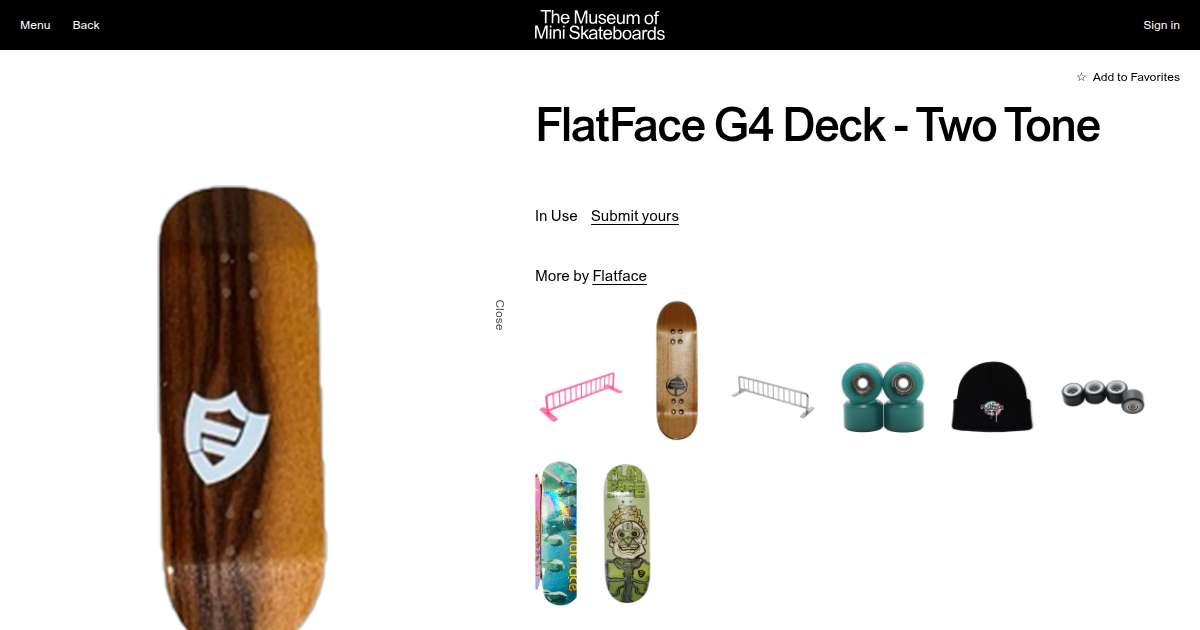 Menu
Back
The Museum of
Mini Skateboards
Sign in
☆ Add to Favorites
FlatFace G4 Deck - Two Tone
In Use
Submit yours
More by Flatface
Close
flatface